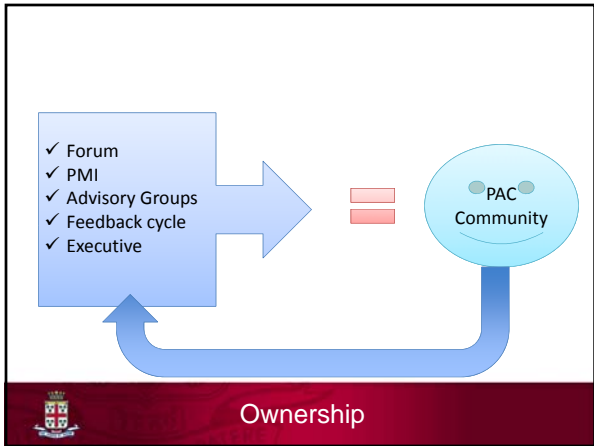 ✓ Forum
✓ PMI
✓ Advisory Groups
✓ Feedback cycle
✓ Executive
PAC
Community
Ownership